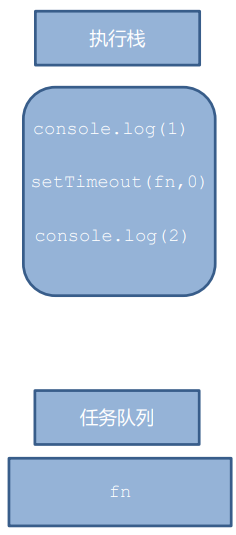 执行栈
console.log(1)
setTimeout(fn,0)
console.log(2)
任务队列
fn